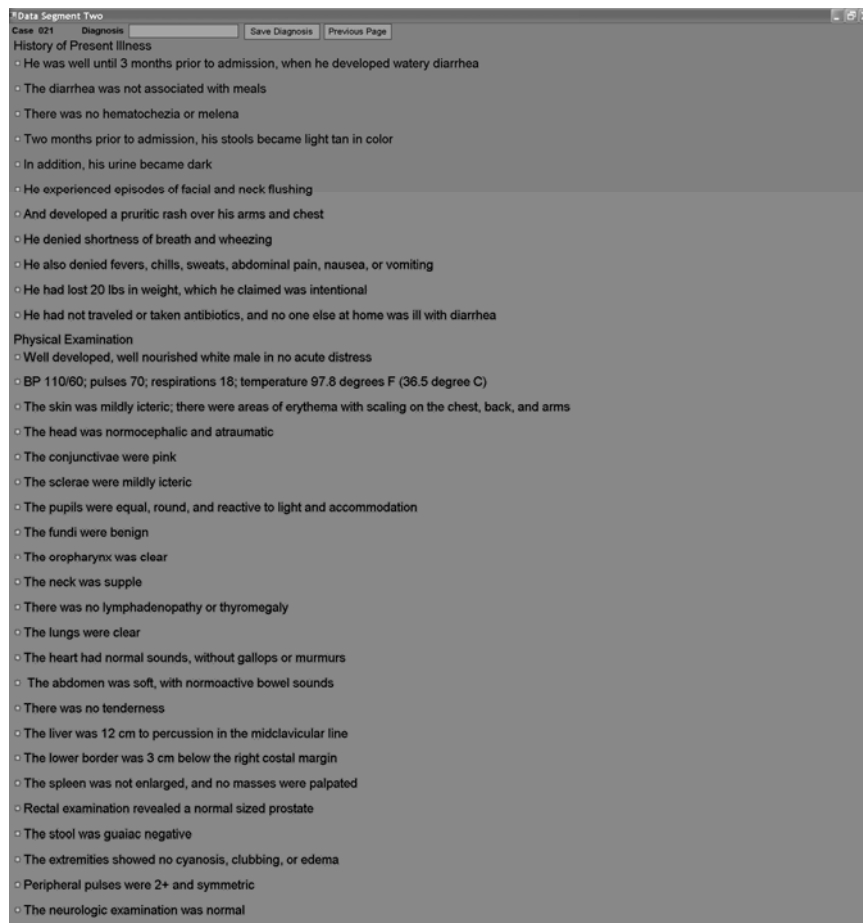 Data Segment Two
Case 021 Diagnosis Save Diagnosis Previous Page
History of Present Illness
He was well until 3 months prior to admission, when he developed watery diarrhea
The diarrhea was not associated with meals
There was no hematochezia or melena
Two months prior to admission, his stools became light tan in color
In addition, his urine became dark
He experienced episodes of facial and neck flushing
And developed a pruritic rash over his arms and chest
He denied shortness of breath and wheezing
He also denied fevers, chills, sweats, abdominal pain, nausea, or vomiting
He had lost 20 lbs in weight, which he claimed was intentional
He had not traveled or taken antibiotics, and no one else at home was ill with diarrhea
Physical Examination
Well developed, well nourished white male in no acute distress
BP 110/60; pulses 70; respirations 18; temperature 97.8 degrees F (36.5 degree C)
The skin was mildly icteric; there were areas of erythema with scaling on the chest, back, and arms
The head was normocephalic and atraumatic
The conjunctivae were pink
The sclerae were mildly icteric
The pupils were equal, round, and reactive to light and accommodation
The fundi were benign
The oropharynx was clear
The neck was supple
There was no lymphadenopathy or thyromegaly
The lungs were clear
The heart had normal sounds, without gallops or murmurs
The abdomen was soft, with normoactive bowel sounds
There was no tenderness
The liver was 12 cm to percussion in the midclavicular line
The lower border was 3 cm below the right costal margin
The spleen was not enlarged, and no masses were palpated
Rectal examination revealed a normal sized prostate
The stool was guaiac negative
The extremities showed no cyanosis, clubbing, or edema
Peripheral pulses were 2+ and symmetric
The neurologic examination was normal